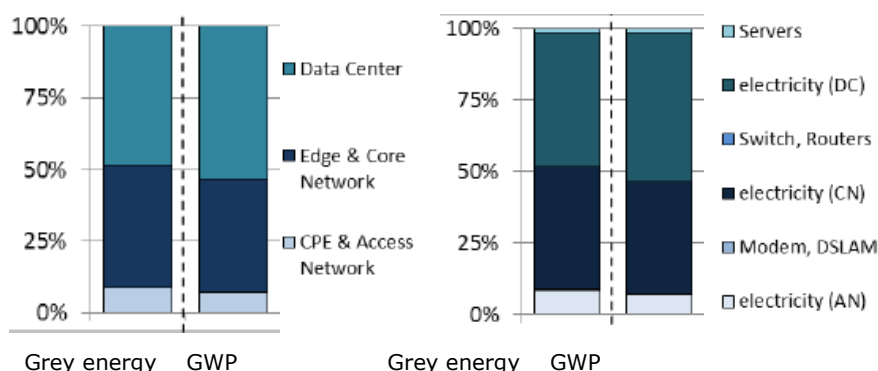 100%
75%
50%
25%
0%
Data Center
Edge & Core
Network
CPE & Access
Network
Grey energy GWP
100%
75%
50%
25%
0%
Servers
electricity (DC)
Switch, Routers
electricity (CN)
Modem, DSLAM
electricity (AN)
Grey energy GWP